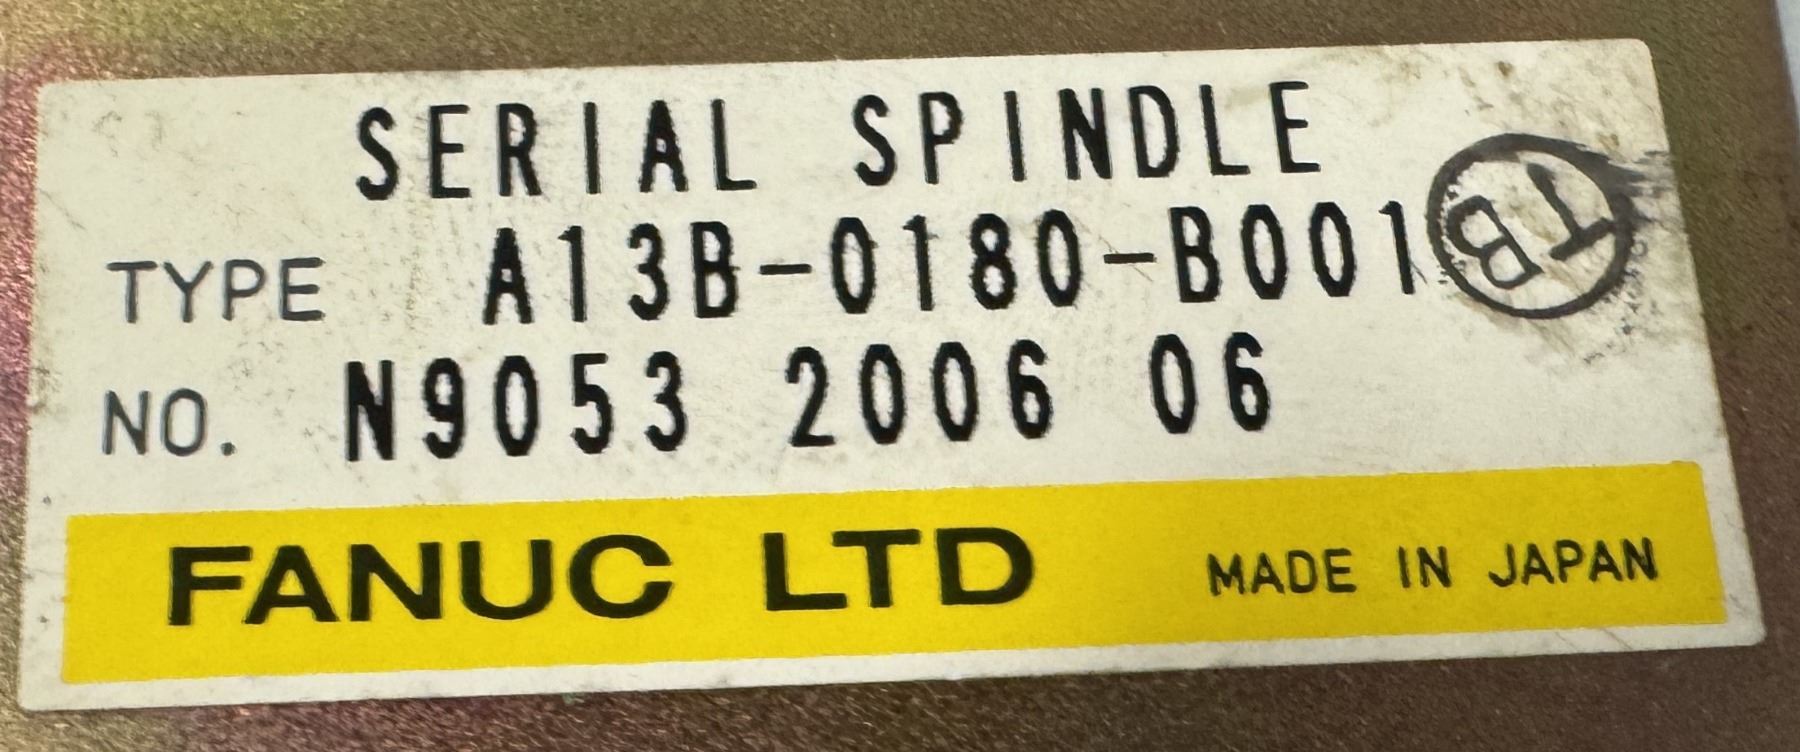 SERIAL SPINDLE
TYPE A13B-0180-B001
TB
NO. N9053 2006 06
FANUC LTD MADE IN JAPAN